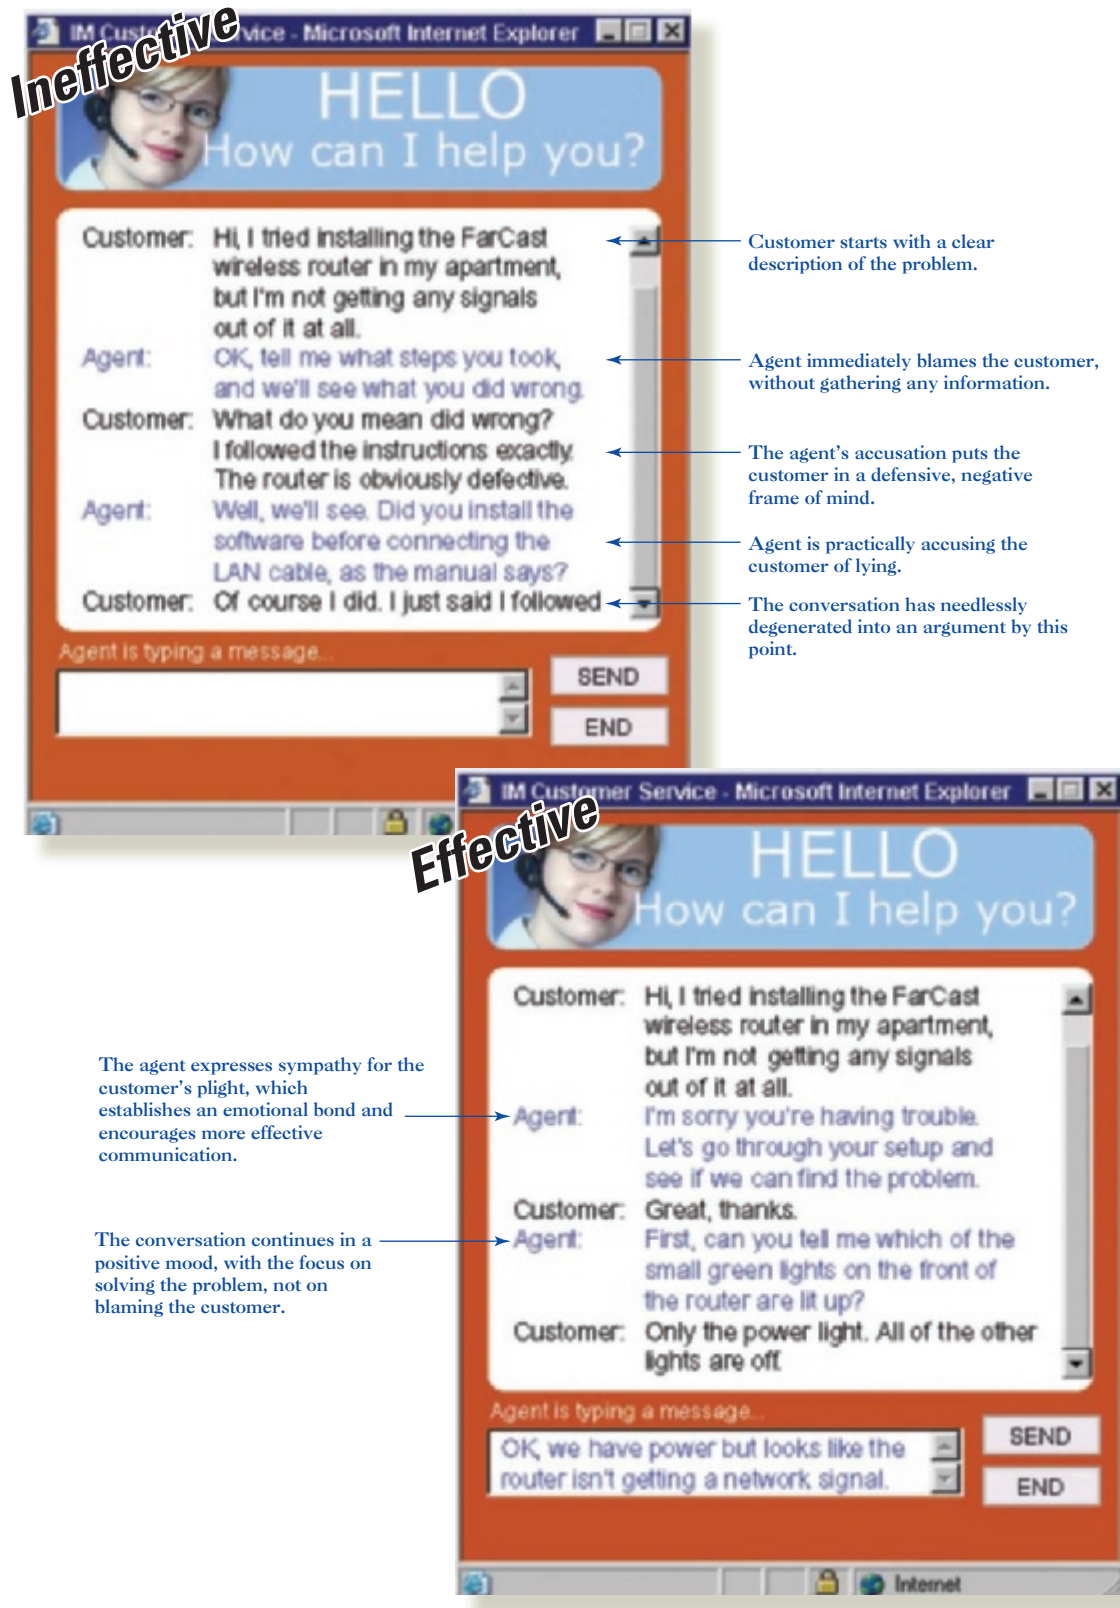 Ineffective
IM Customer Service - Microsoft Internet Explorer
HELLO
How can I help you?
Customer: Hi, I tried installing the FarCast
wireless router in my apartment,
but I'm not getting any signals
out of it at all.
Agent: OK, tell me what steps you took,
and we'll see what you did wrong.
Customer: What do you mean did wrong?
I followed the instructions exactly.
The router is obviously defective.
Agent: Well, we'll see. Did you install the
software before connecting the
LAN cable, as the manual says?
Customer: Of course I did. I just said I followed
Agent is typing a message...
SEND
END
Customer starts with a clear
description of the problem.
Agent immediately blames the customer,
without gathering any information.
The agent's accusation puts the
customer in a defensive, negative
frame of mind.
Agent is practically accusing the
customer of lying.
The conversation has needlessly
degenerated into an argument by this
point.
Effective
IM Customer Service - Microsoft Internet Explorer
HELLO
How can I help you?
Customer: Hi, I tried installing the FarCast
wireless router in my apartment,
but I'm not getting any signals
out of it at all.
Agent: I'm sorry you're having trouble.
Let's go through your setup and
see if we can find the problem.
Customer: Great, thanks.
Agent: First, can you tell me which of the
small green lights on the front of
the router are lit up?
Customer: Only the power light. All of the other
lights are off.
Agent is typing a message...
OK, we have power but looks like the
router isn't getting a network signal.
SEND
END
Internet
The agent expresses sympathy for the
customer's plight, which
establishes an emotional bond and
encourages more effective
communication.
The conversation continues in a
positive mood, with the focus on
solving the problem, not on
blaming the customer.